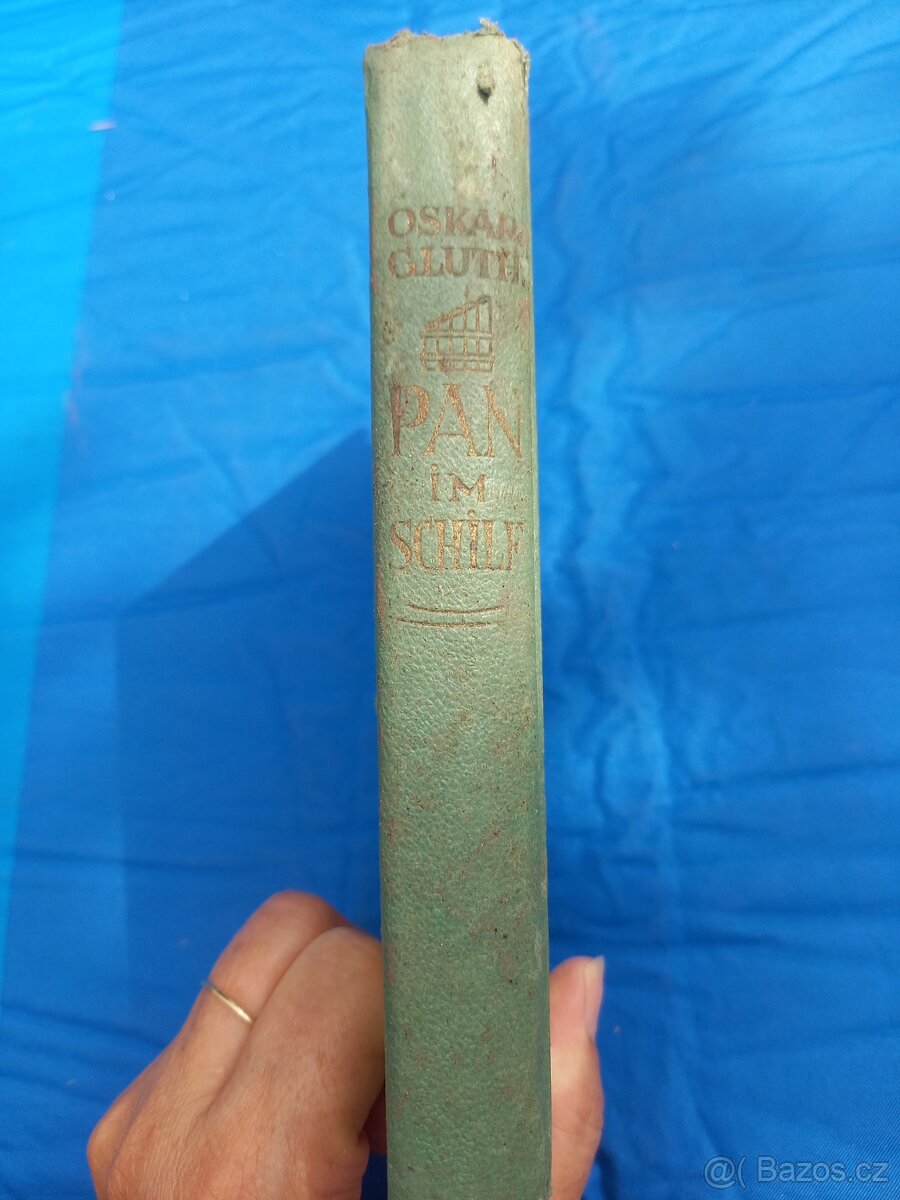 OSKAR
GLUTH
PAN
iM
SCHiLF
@( Bazos.cz